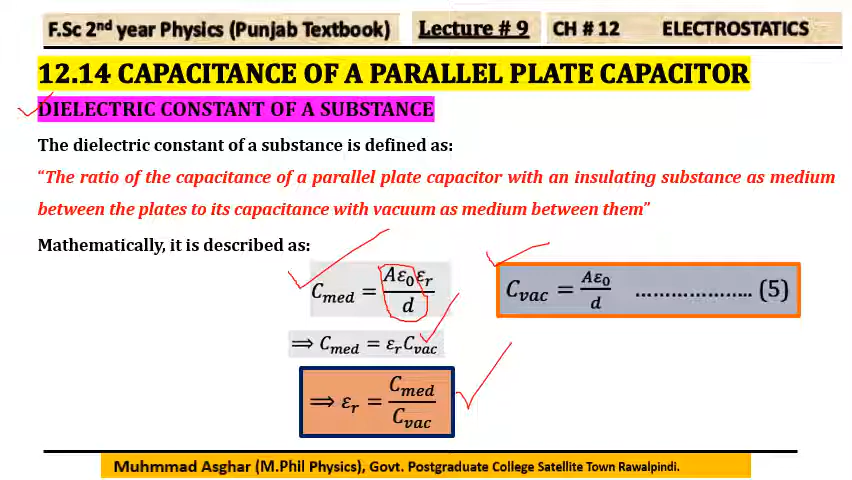 F.Sc 2nd year Physics (Punjab Textbook) Lecture # 9 CH # 12 ELECTROSTATICS
12.14 CAPACITANCE OF A PARALLEL PLATE CAPACITOR
DIELECTRIC CONSTANT OF A SUBSTANCE
The dielectric constant of a substance is defined as:
“The ratio of the capacitance of a parallel plate capacitor with an insulating substance as medium
between the plates to its capacitance with vacuum as medium between them”
Mathematically, it is described as:
C_med = Aε₀εᵣ/d C_vac = Aε₀/d ………………….. (5)
⟹ C_med = εᵣC_vac
⟹ εᵣ = C_med/C_vac
Muhmmad Asghar (M.Phil Physics), Govt. Postgraduate College Satellite Town Rawalpindi.